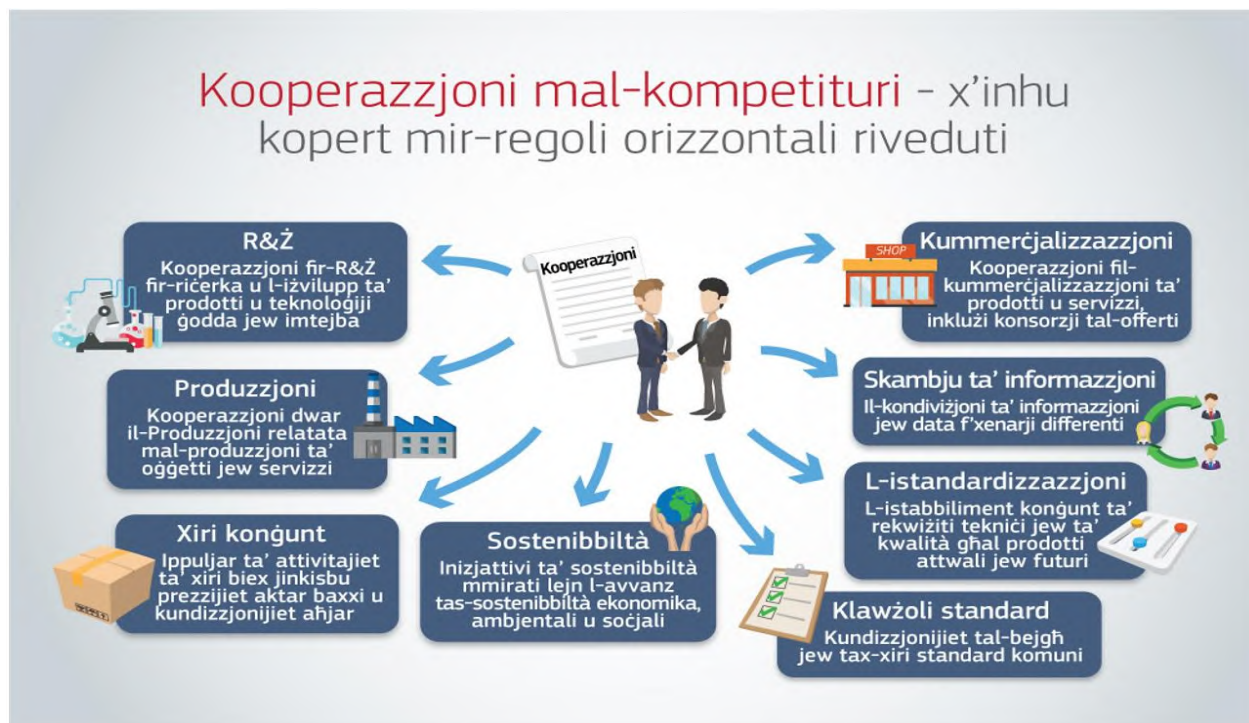 Kooperazzjoni mal-kompetituri - x'inhu
kopert mir-regoli orizzontali riveduti
Kooperazzjoni
R&Ż
Kooperazzjoni fir-R&Ż
fir-riċerka u l-iżvilupp ta'
prodotti u teknoloġiji
ġodda jew imtejba
Produzzjoni
Kooperazzjoni dwar
il-Produzzjoni relatata
mal-produzzjoni ta'
oġġetti jew servizzi
Xiri konġunt
Ippuljar ta' attivitajiet
ta' xiri biex jinkisbu
prezzijiet aktar baxxi u
kundizzjonijiet aħjar
Sostenibbiltà
Inizjattivi ta' sostenibbiltà
mmirati lejn l-avvanz
tas-sostenibbiltà ekonomika,
ambjentali u soċjali
SHOP
Kummerċjalizzazzjoni
Kooperazzjoni fil-
kummerċjalizzazzjoni ta'
prodotti u servizzi,
inklużi konsorzji tal-offerti
Skambju ta' informazzjoni
Il-kondiviżjoni ta' informazzjoni
jew data f'xenarji differenti
L-istandardizzazzjoni
L-istabbiliment konġunt ta'
rekwiżiti tekniċi jew ta'
kwalità għal prodotti
attwali jew futuri
Klawżoli standard
Kundizzjonijiet tal-bejgħ
jew tax-xiri standard komuni